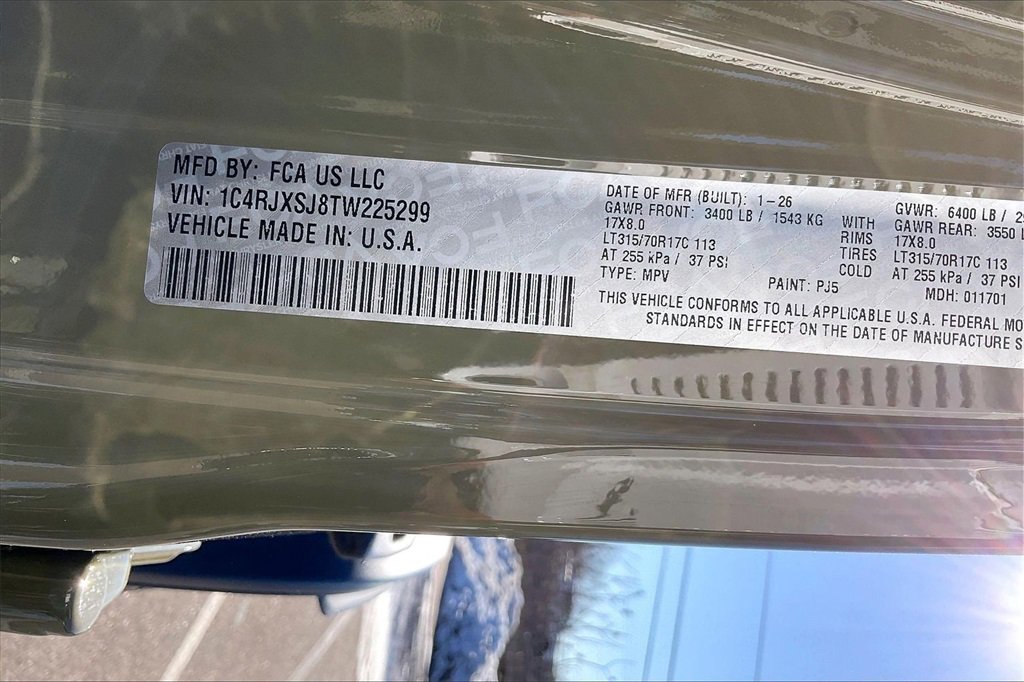 MFD BY: FCA US LLC
VIN: 1C4RJXSJ8TW225299
VEHICLE MADE IN: U.S.A.
DATE OF MFR (BUILT): 1-26 GVWR: 6400 LB /
GAWR FRONT: 3400 LB / 1543 KG WITH GAWR REAR: 3550
17X8.0 RIMS 17X8.0
LT315/70R17C 113 TIRES LT315/70R17C 113
AT 255 kPa / 37 PSI COLD AT 255 kPa / 37 PSI
TYPE: MPV PAINT: PJ5 MDH: 011701
THIS VEHICLE CONFORMS TO ALL APPLICABLE U.S.A. FEDERAL
STANDARDS IN EFFECT ON THE DATE OF MANUFACTURE